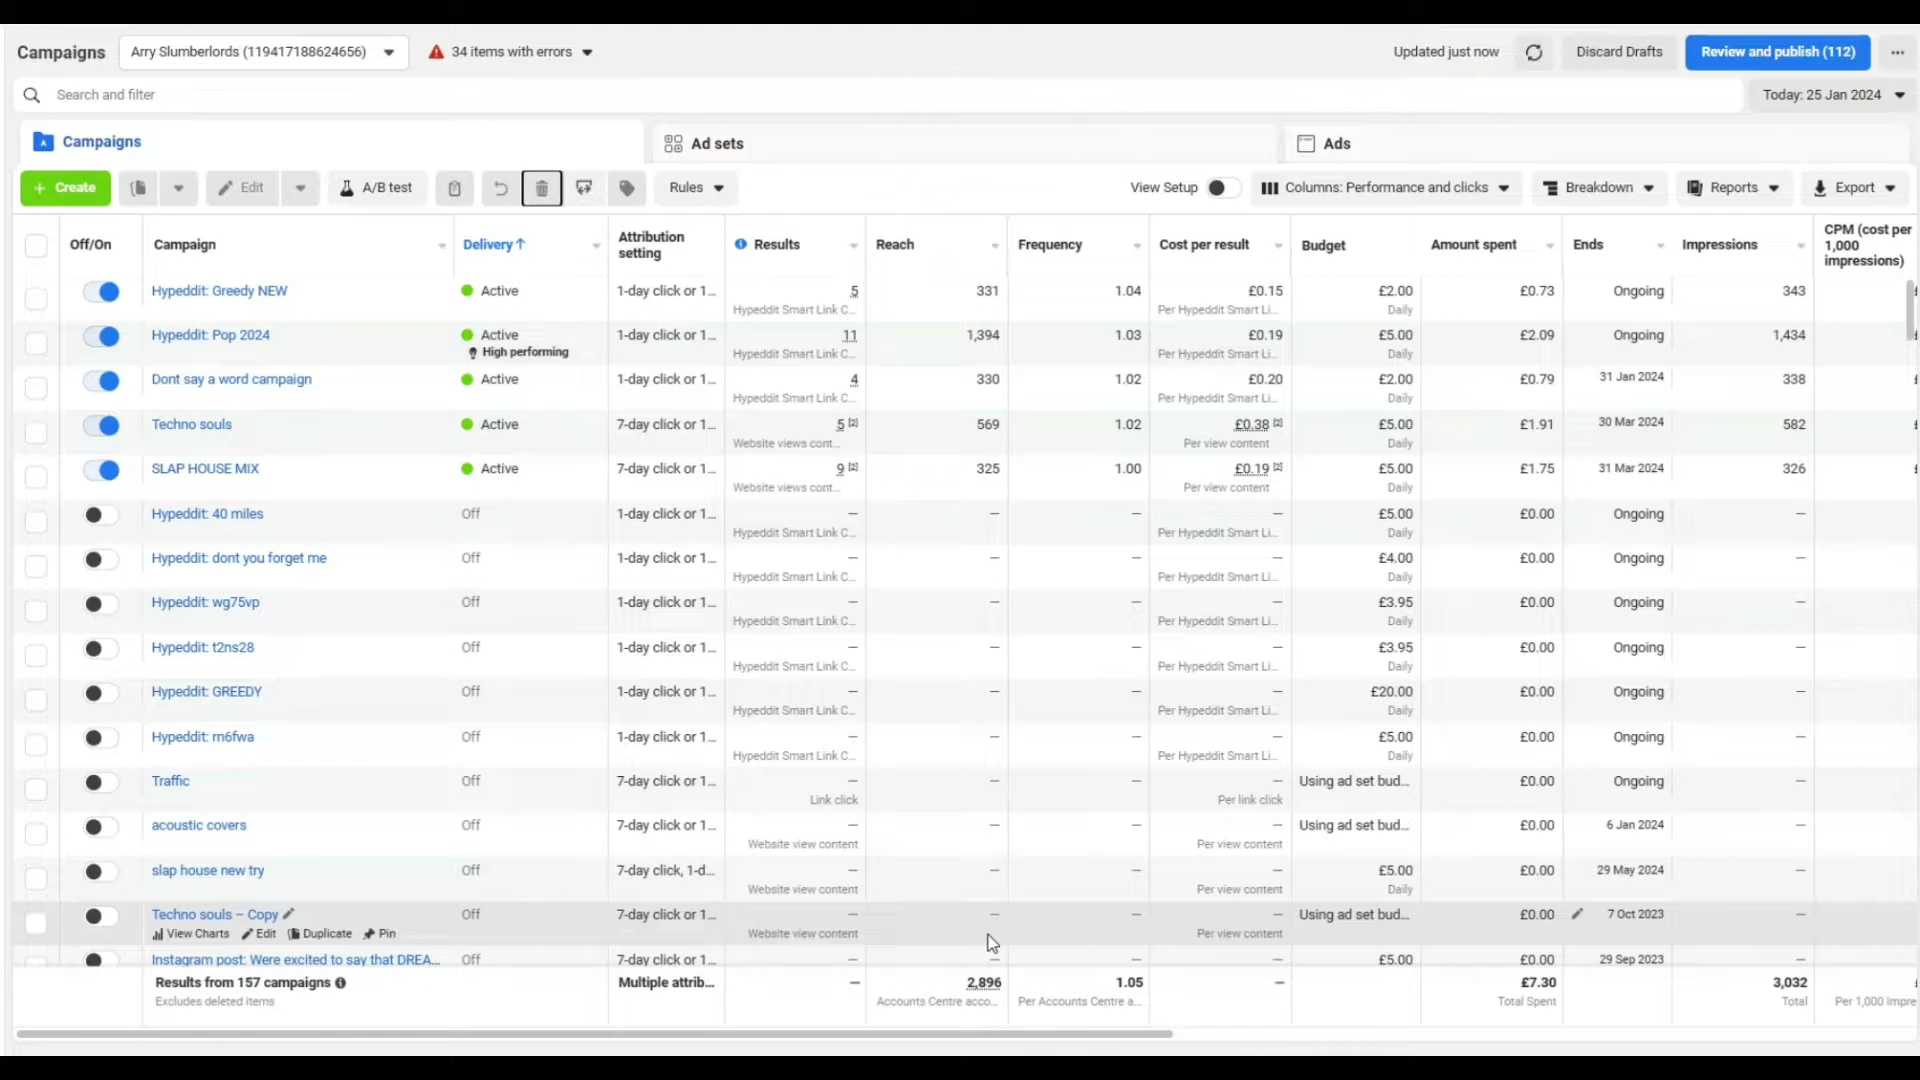 Campaigns Arry Slumberlords (119417188624656) 34 items with errors Updated just now Discard Drafts Review and publish (112) ...
Search and filter Today: 25 Jan 2024
Campaigns Ad sets Ads
+ Create Edit A/B test Rules View Setup Columns: Performance and clicks Breakdown Reports Export
Off/On Campaign Delivery↑ Attribution setting Results Reach Frequency Cost per result Budget Amount spent Ends Impressions CPM (cost per 1,000 impressions)
Hypeddit: Greedy NEW Active 1-day click or 1... 5 331 1.04 £0.15 £2.00 £0.73 Ongoing 343
Hypeddit Smart Link C... Per Hypeddit Smart Li... Daily
Hypeddit: Pop 2024 Active 1-day click or 1... 11 1,394 1.03 £0.19 £5.00 £2.09 Ongoing 1,434
High performing Hypeddit Smart Link C... Per Hypeddit Smart Li... Daily
Dont say a word campaign Active 1-day click or 1... 4 330 1.02 £0.20 £2.00 £0.79 31 Jan 2024 338
Hypeddit Smart Link C... Per Hypeddit Smart Li... Daily
Techno souls Active 7-day click or 1... 5 [2] 569 1.02 £0.38 [2] £5.00 £1.91 30 Mar 2024 582
Website views cont... Per view content Daily
SLAP HOUSE MIX Active 7-day click or 1... 9 [2] 325 1.00 £0.19 [2] £5.00 £1.75 31 Mar 2024 326
Website views cont... Per view content Daily
Hypeddit: 40 miles Off 1-day click or 1... — — — — £5.00 £0.00 Ongoing —
Hypeddit Smart Link C... Per Hypeddit Smart Li... Daily
Hypeddit: dont you forget me Off 1-day click or 1... — — — — £4.00 £0.00 Ongoing —
Hypeddit Smart Link C... Per Hypeddit Smart Li... Daily
Hypeddit: wg75vp Off 1-day click or 1... — — — — £3.95 £0.00 Ongoing —
Hypeddit Smart Link C... Per Hypeddit Smart Li... Daily
Hypeddit: t2ns28 Off 1-day click or 1... — — — — £3.95 £0.00 Ongoing —
Hypeddit Smart Link C... Per Hypeddit Smart Li... Daily
Hypeddit: GREEDY Off 1-day click or 1... — — — — £20.00 £0.00 Ongoing —
Hypeddit Smart Link C... Per Hypeddit Smart Li... Daily
Hypeddit: rn6fwa Off 1-day click or 1... — — — — £5.00 £0.00 Ongoing —
Hypeddit Smart Link C... Per Hypeddit Smart Li... Daily
Traffic Off 7-day click or 1... — — — — Using ad set bud... £0.00 Ongoing —
Link click Per link click
acoustic covers Off 7-day click or 1... — — — — Using ad set bud... £0.00 6 Jan 2024 —
Website view content Per view content
slap house new try Off 7-day click, 1-d... — — — — £5.00 £0.00 29 May 2024 —
Website view content Per view content Daily
Techno souls – Copy Off 7-day click or 1... — — — — Using ad set bud... £0.00 7 Oct 2023 —
View Charts Edit Duplicate Pin Website view content Per view content
Instagram post: Were excited to say that DREA... Off 7-day click or 1... — — — — £5.00 £0.00 29 Sep 2023 —
Results from 157 campaigns Multiple attrib... — 2,896 1.05 — £7.30 3,032
Excludes deleted items Accounts Centre acco... Per Accounts Centre a... Total Spent Total Per 1,000 Impre